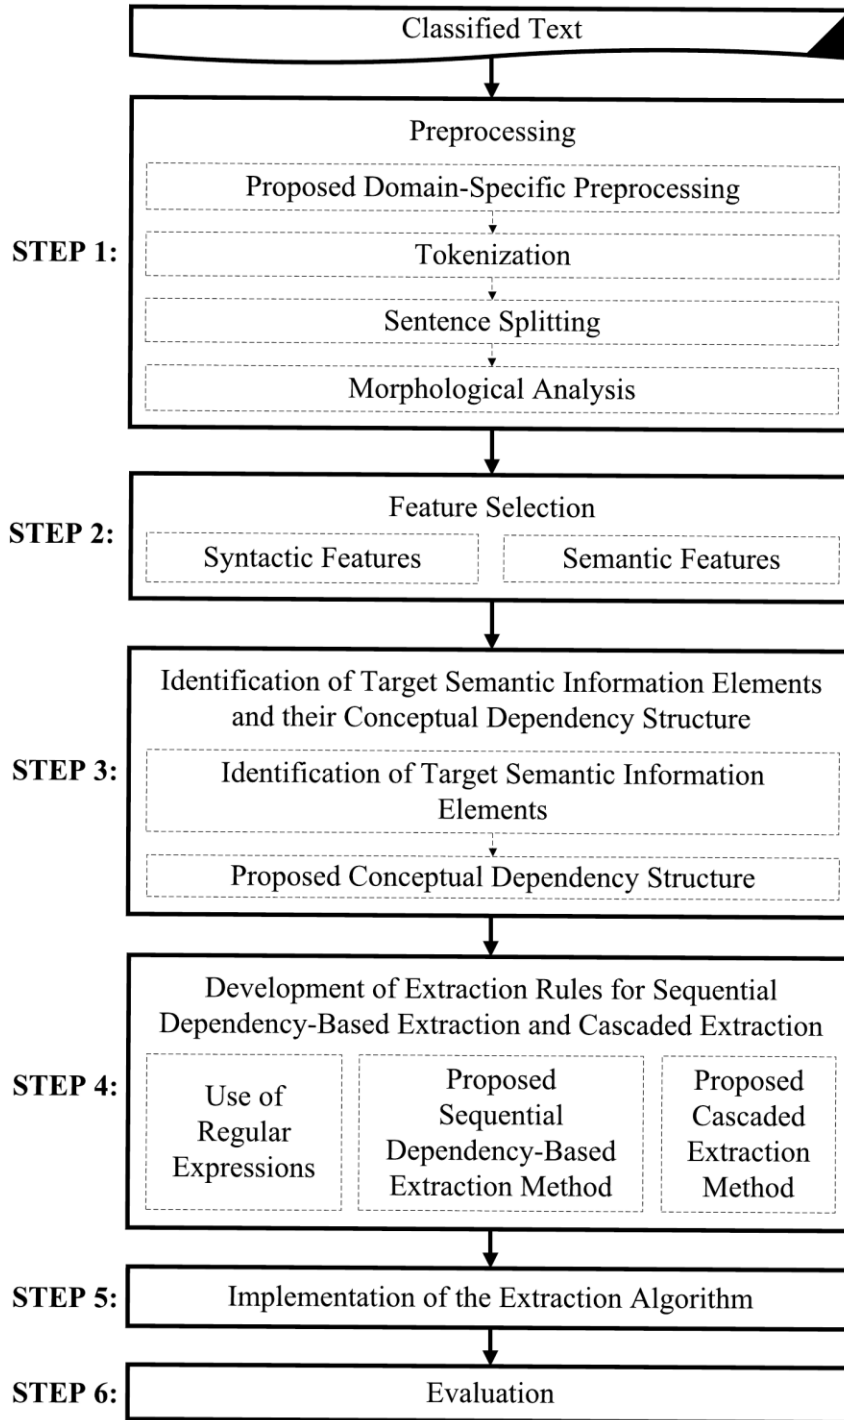 Classified Text
Preprocessing
Proposed Domain-Specific Preprocessing
STEP 1:
Tokenization
Sentence Splitting
Morphological Analysis
Feature Selection
STEP 2:
Syntactic Features
Semantic Features
Identification of Target Semantic Information Elements
and their Conceptual Dependency Structure
STEP 3:
Identification of Target Semantic Information
Elements
Proposed Conceptual Dependency Structure
Development of Extraction Rules for Sequential
Dependency-Based Extraction and Cascaded Extraction
STEP 4:
Use of
Regular
Expressions
Proposed
Sequential
Dependency-Based
Extraction Method
Proposed
Cascaded
Extraction
Method
STEP 5:
Implementation of the Extraction Algorithm
STEP 6:
Evaluation